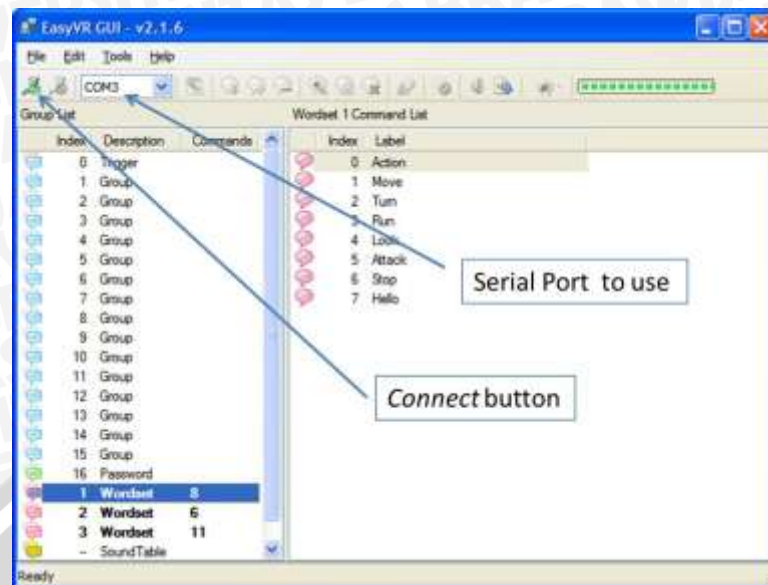 EasyVR GUI - v2.1.6
File Edit Tools Help
COM3
Group List
Index Description Commands
0 Trigger
1 Group
2 Group
3 Group
4 Group
5 Group
6 Group
7 Group
8 Group
9 Group
10 Group
11 Group
12 Group
13 Group
14 Group
15 Group
16 Password
1 Wordset 8
2 Wordset 6
3 Wordset 11
-- SoundTable
Wordset 1 Command List
Index Label
0 Action
1 Move
2 Turn
3 Run
4 Look
5 Attack
6 Stop
7 Hello
Serial Port to use
Connect button
Ready